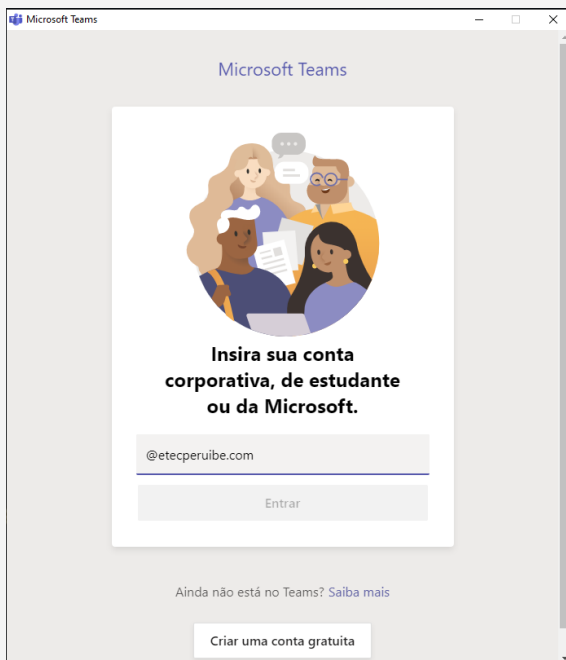 Microsoft Teams
Microsoft Teams
Insira sua conta
corporativa, de estudante
ou da Microsoft.
@etecperuibe.com
Entrar
Ainda não está no Teams? Saiba mais
Criar uma conta gratuita